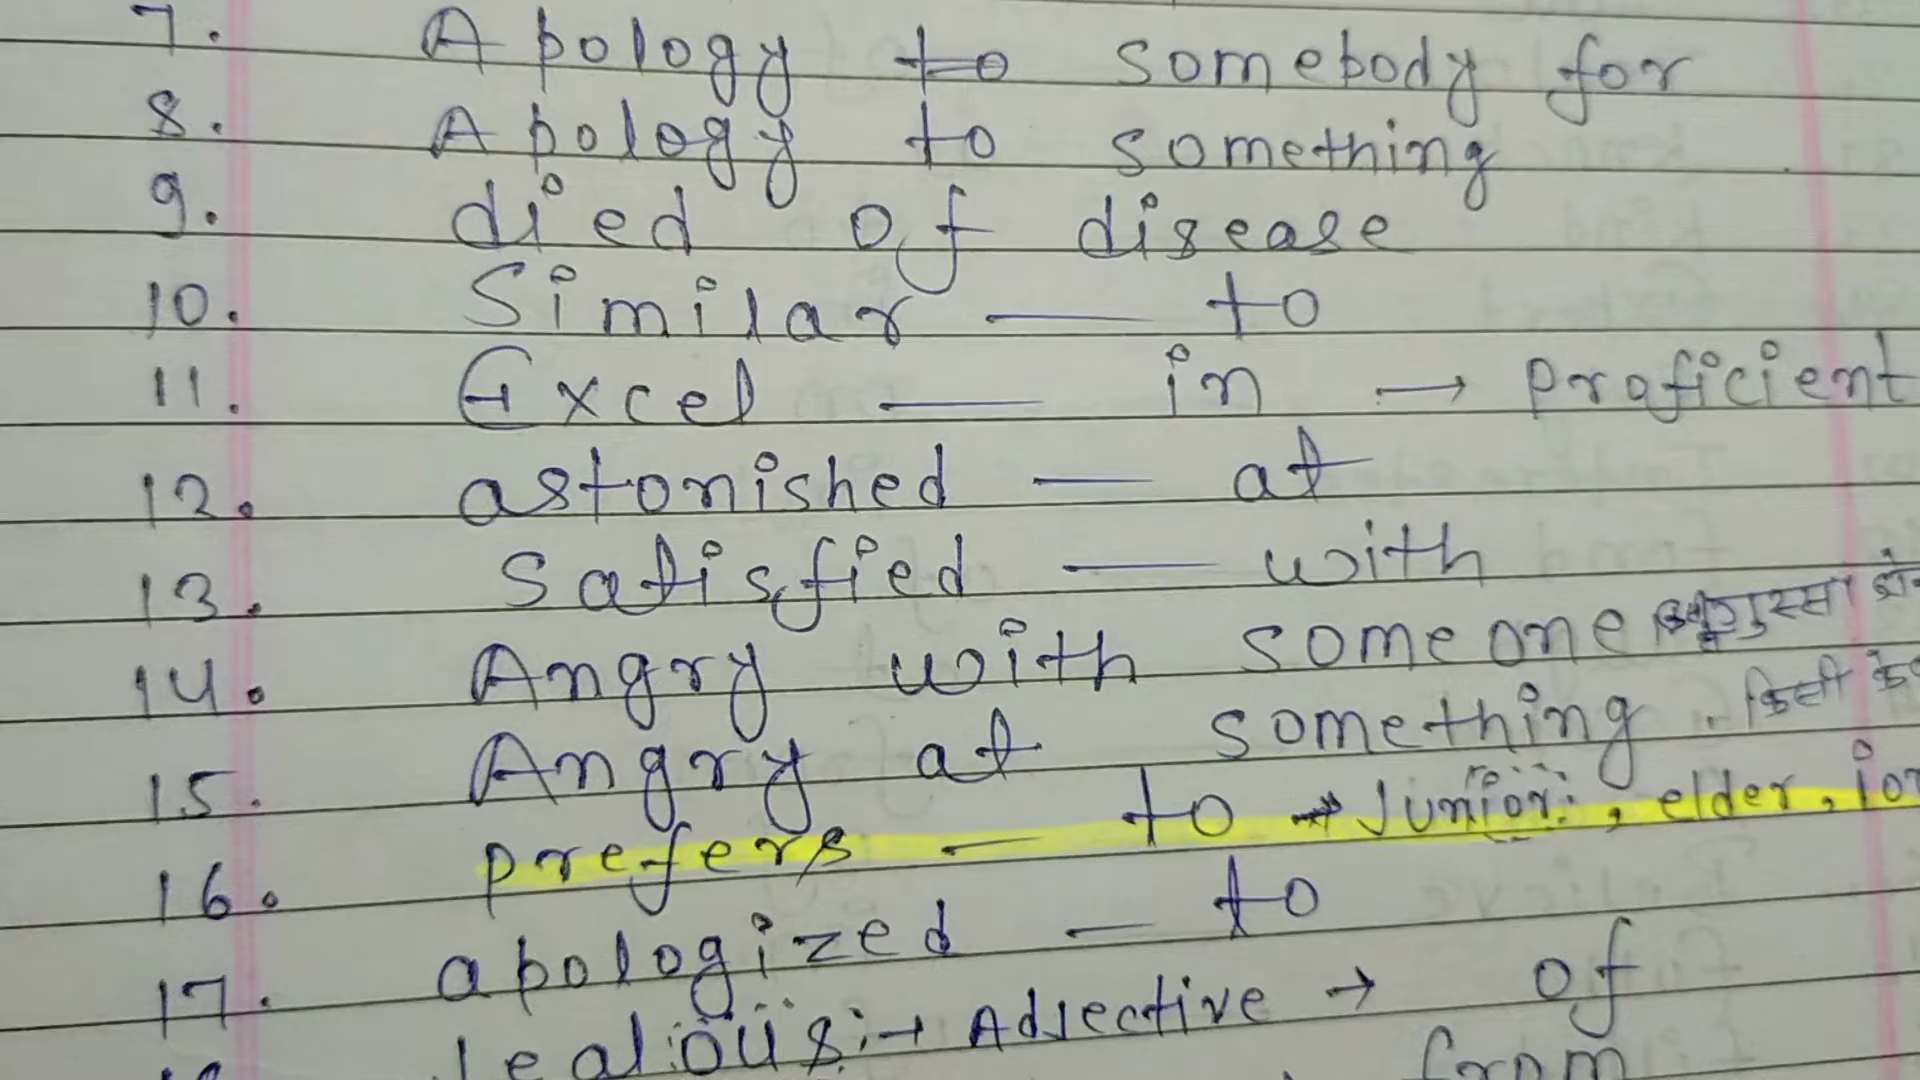 7. Apology to somebody for
8. Apology to something
9. died of disease
10. Similar — to
11. Excel — in → proficient
12. astonished — at
13. Satisfied — with
14. Angry with someone गुस्सा
15. Angry at something . किसी
16. prefers — to → Junior, elder, ior
17. apologized — to
Jealous → Adjective → of
from